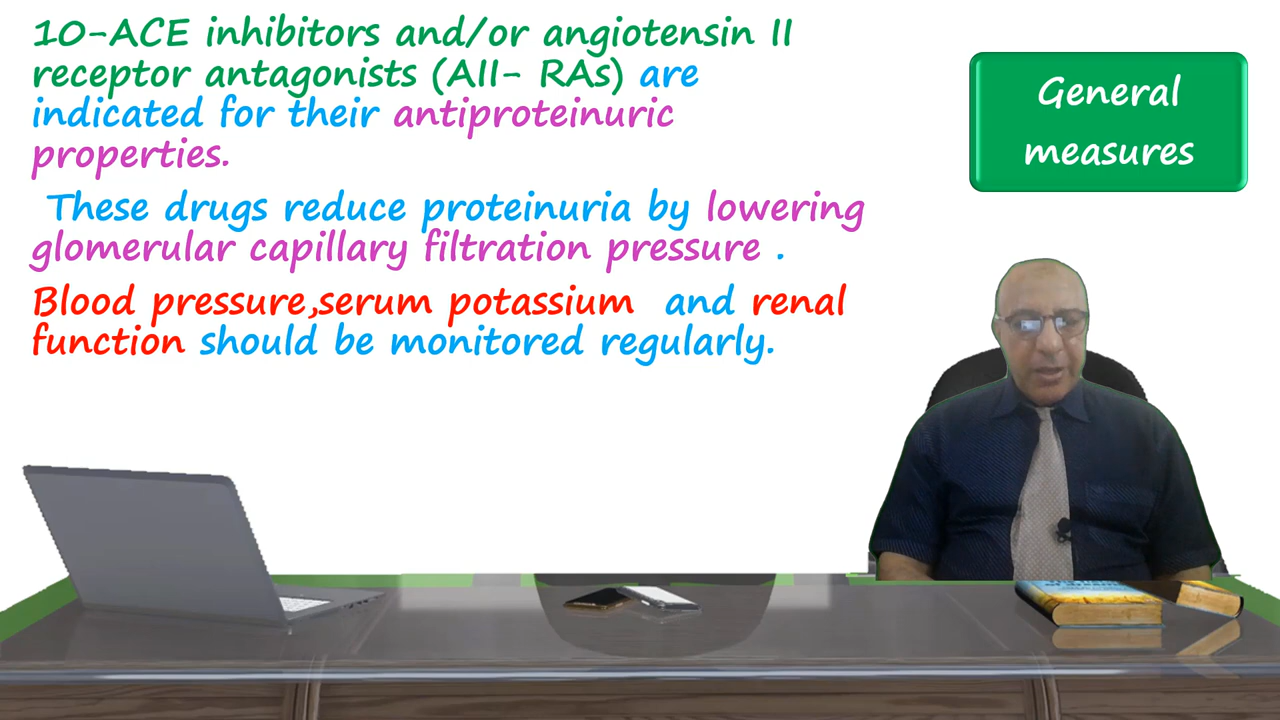 10-ACE inhibitors and/or angiotensin II
receptor antagonists (AII- RAs) are
indicated for their antiproteinuric
properties.
These drugs reduce proteinuria by lowering
glomerular capillary filtration pressure .
Blood pressure,serum potassium and renal
function should be monitored regularly.
General
measures